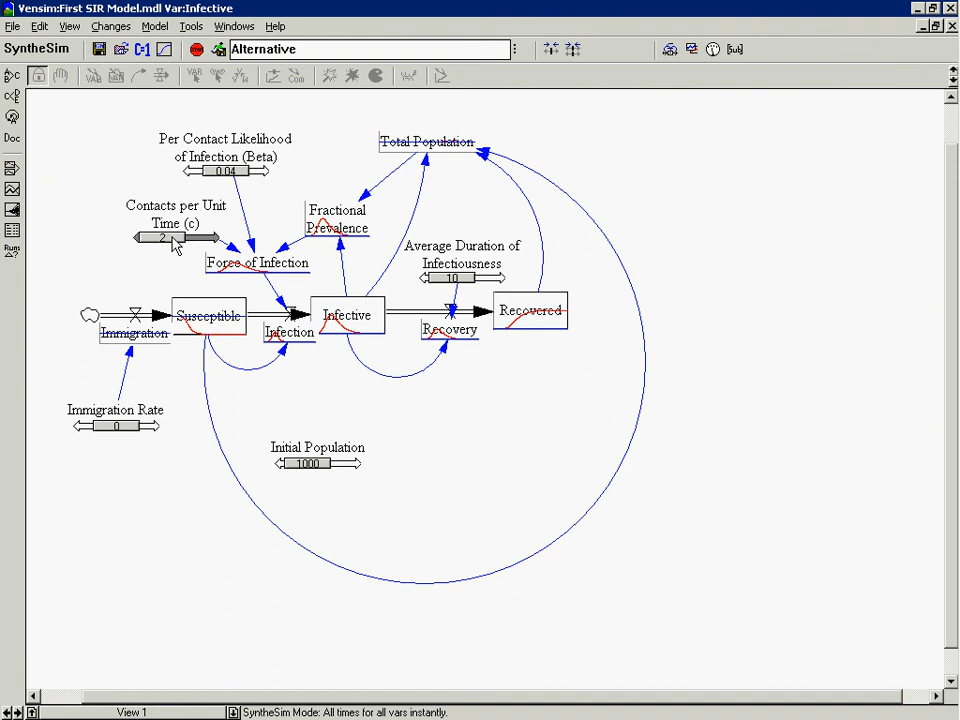 Vensim:First SIR Model.mdl Var:Infective
File Edit View Changes Model Tools Windows Help
SyntheSim
Alternative
Doc
Runs
Per Contact Likelihood
of Infection (Beta)
0.04
Total Population
Contacts per Unit
Time (c)
2
Fractional
Prevalence
Average Duration of
Infectiousness
10
Force of Infection
Susceptible
Infective
Recovered
Immigration
Infection
Recovery
Immigration Rate
0
Initial Population
1000
View 1
SyntheSim Mode: All times for all vars instantly.